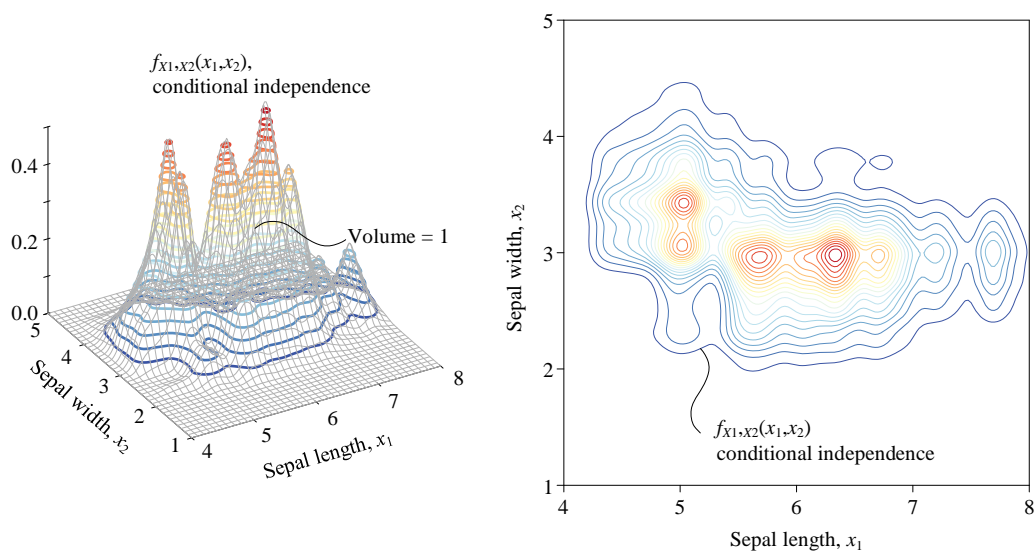 f_{X1,X2}(x_1,x_2),
conditional independence
0.4
0.2
0.0
Volume = 1
5
4
3
2
1
Sepal width, x_2
4
5
6
7
8
Sepal length, x_1
5
4
3
2
1
Sepal width, x_2
f_{X1,X2}(x_1,x_2)
conditional independence
4
5
6
7
8
Sepal length, x_1